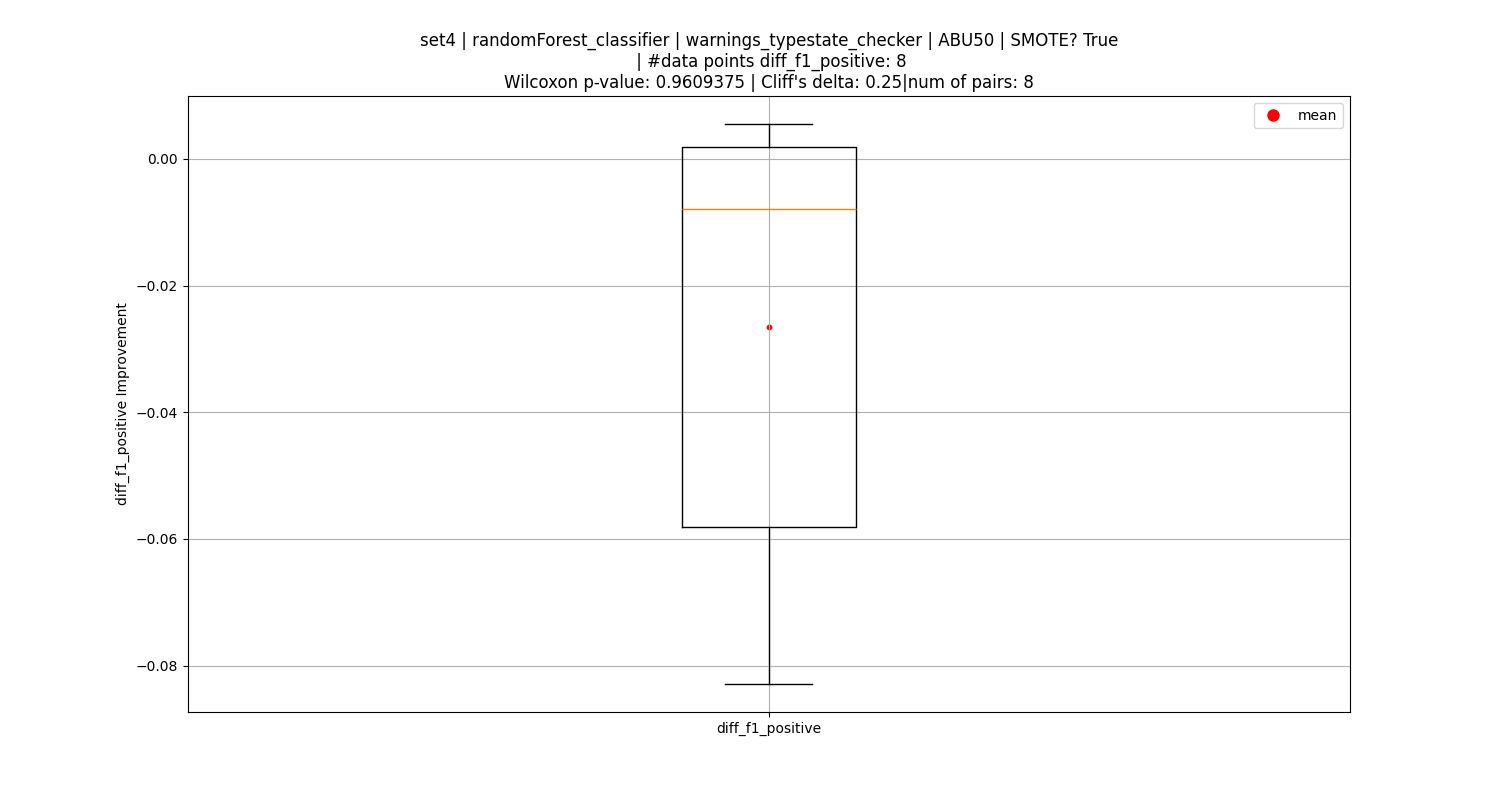 set4 | randomForest_classifier | warnings_typestate_checker | ABU50 | SMOTE? True
| #data points diff_f1_positive: 8
Wilcoxon p-value: 0.9609375 | Cliff's delta: 0.25|num of pairs: 8
mean
0.00
−0.02
−0.04
−0.06
−0.08
diff_f1_positive Improvement
diff_f1_positive